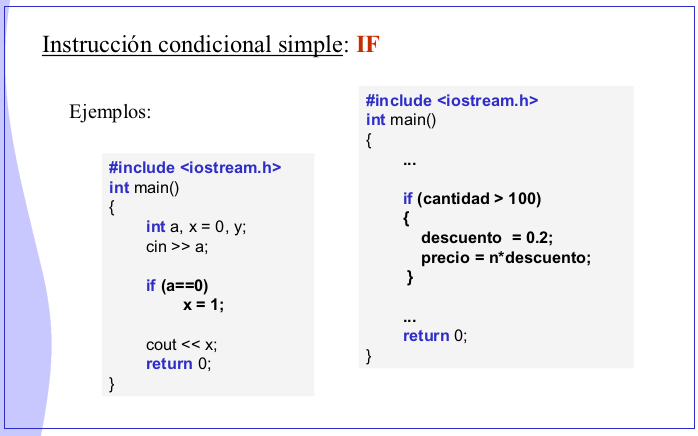 Instrucción condicional simple: IF
Ejemplos:
#include <iostream.h>
int main()
{
int a, x = 0, y;
cin >> a;
if (a==0)
x = 1;
cout << x;
return 0;
}
#include <iostream.h>
int main()
{
...
if (cantidad > 100)
{
descuento  = 0.2;
precio = n*descuento;
}
...
return 0;
}